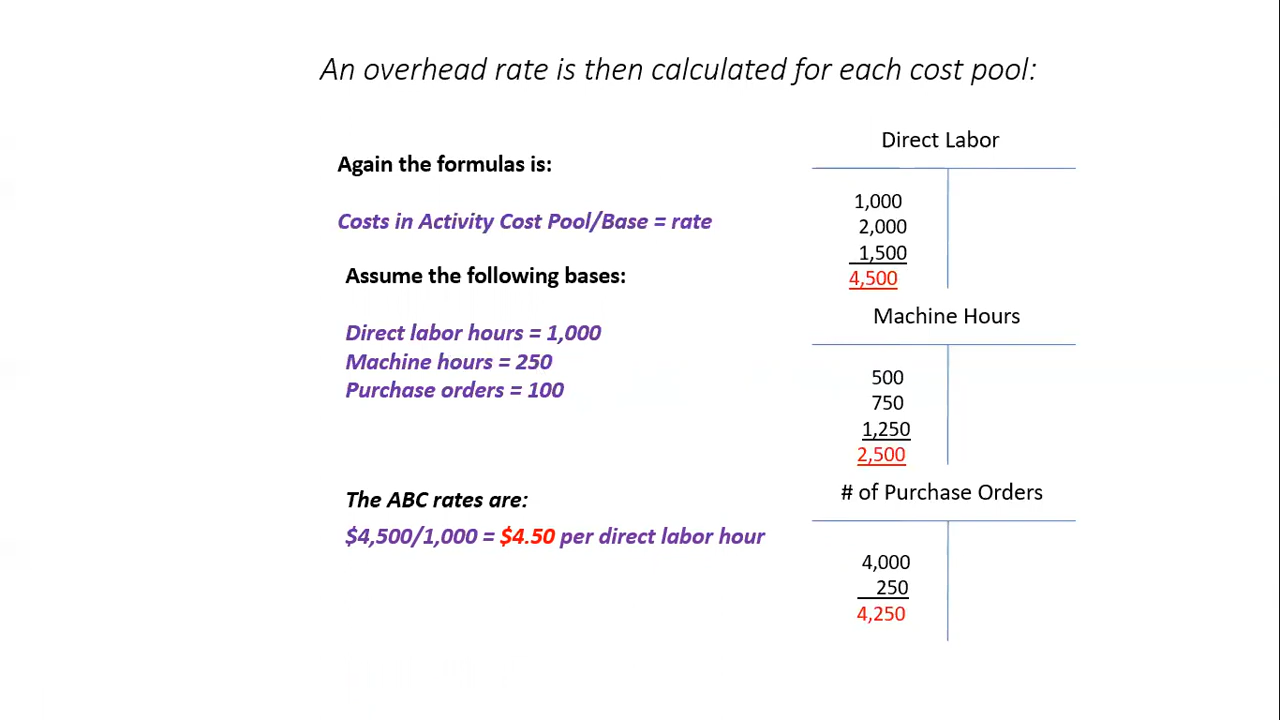 An overhead rate is then calculated for each cost pool:
Again the formulas is:
Costs in Activity Cost Pool/Base = rate
Assume the following bases:
Direct labor hours = 1,000
Machine hours = 250
Purchase orders = 100
The ABC rates are:
$4,500/1,000 = $4.50 per direct labor hour
Direct Labor
1,000
2,000
1,500
4,500
Machine Hours
500
750
1,250
2,500
# of Purchase Orders
4,000
250
4,250